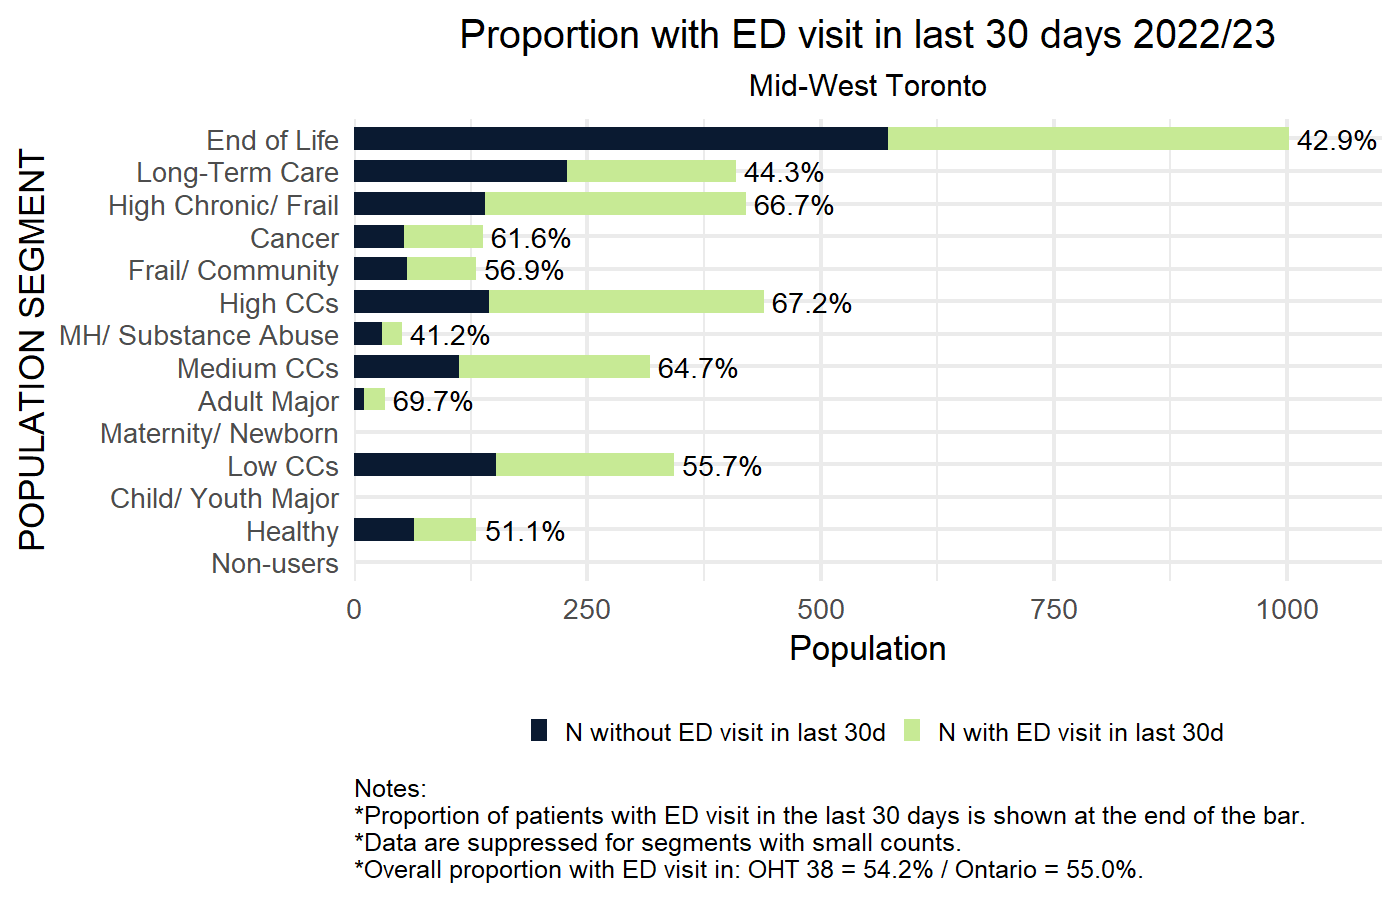 Proportion with ED visit in last 30 days 2022/23
Mid-West Toronto
POPULATION SEGMENT
End of Life 42.9%
Long-Term Care 44.3%
High Chronic/ Frail 66.7%
Cancer 61.6%
Frail/ Community 56.9%
High CCs 67.2%
MH/ Substance Abuse 41.2%
Medium CCs 64.7%
Adult Major 69.7%
Maternity/ Newborn
Low CCs 55.7%
Child/ Youth Major
Healthy 51.1%
Non-users
0 250 500 750 1000
Population
N without ED visit in last 30d N with ED visit in last 30d
Notes:
*Proportion of patients with ED visit in the last 30 days is shown at the end of the bar.
*Data are suppressed for segments with small counts.
*Overall proportion with ED visit in: OHT 38 = 54.2% / Ontario = 55.0%.